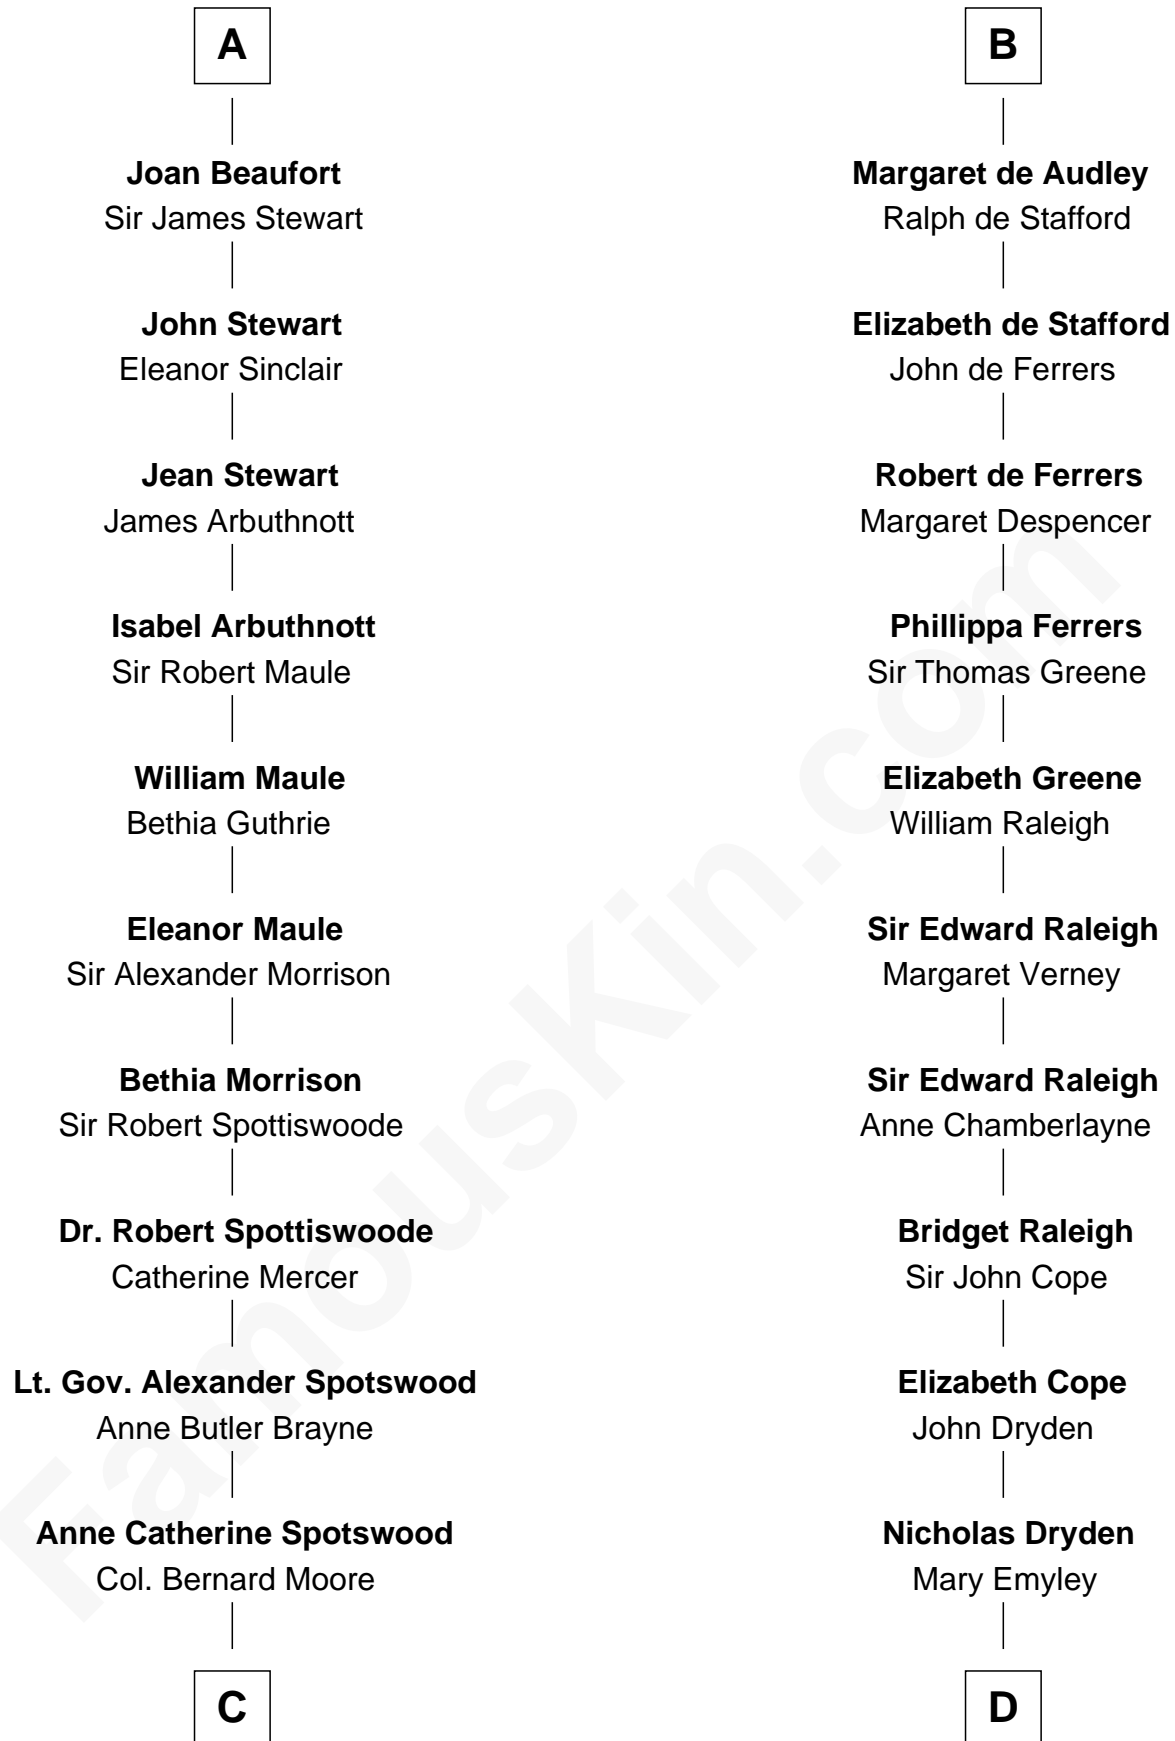 A
Joan Beaufort
Sir James Stewart
John Stewart
Eleanor Sinclair
Jean Stewart
James Arbuthnott
Isabel Arbuthnott
Sir Robert Maule
William Maule
Bethia Guthrie
Eleanor Maule
Sir Alexander Morrison
Bethia Morrison
Sir Robert Spottiswoode
Dr. Robert Spottiswoode
Catherine Mercer
Lt. Gov. Alexander Spotswood
Anne Butler Brayne
Anne Catherine Spotswood
Col. Bernard Moore
C
B
Margaret de Audley
Ralph de Stafford
Elizabeth de Stafford
John de Ferrers
Robert de Ferrers
Margaret Despencer
Phillippa Ferrers
Sir Thomas Greene
Elizabeth Greene
William Raleigh
Sir Edward Raleigh
Margaret Verney
Sir Edward Raleigh
Anne Chamberlayne
Bridget Raleigh
Sir John Cope
Elizabeth Cope
John Dryden
Nicholas Dryden
Mary Emyley
D
FamousKin.com